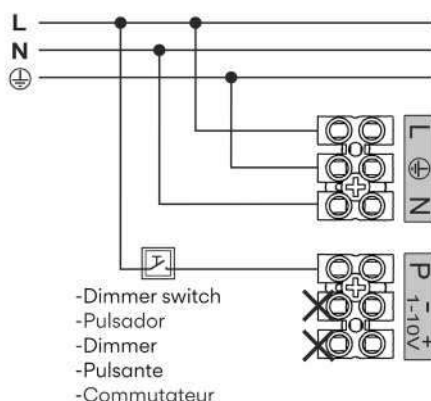 L
N
L
N
P
- +
1-10V
-Dimmer switch
-Pulsador
-Dimmer
-Pulsante
-Commutateur